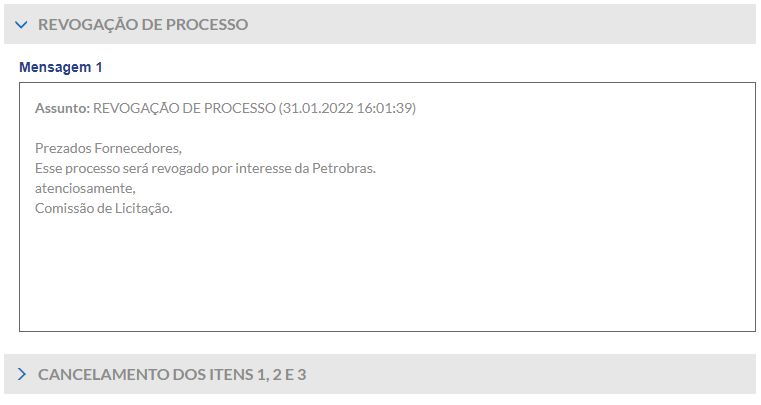 REVOGAÇÃO DE PROCESSO
Mensagem 1
Assunto: REVOGAÇÃO DE PROCESSO (31.01.2022 16:01:39)
Prezados Fornecedores,
Esse processo será revogado por interesse da Petrobras.
atenciosamente,
Comissão de Licitação.
CANCELAMENTO DOS ITENS 1, 2 E 3